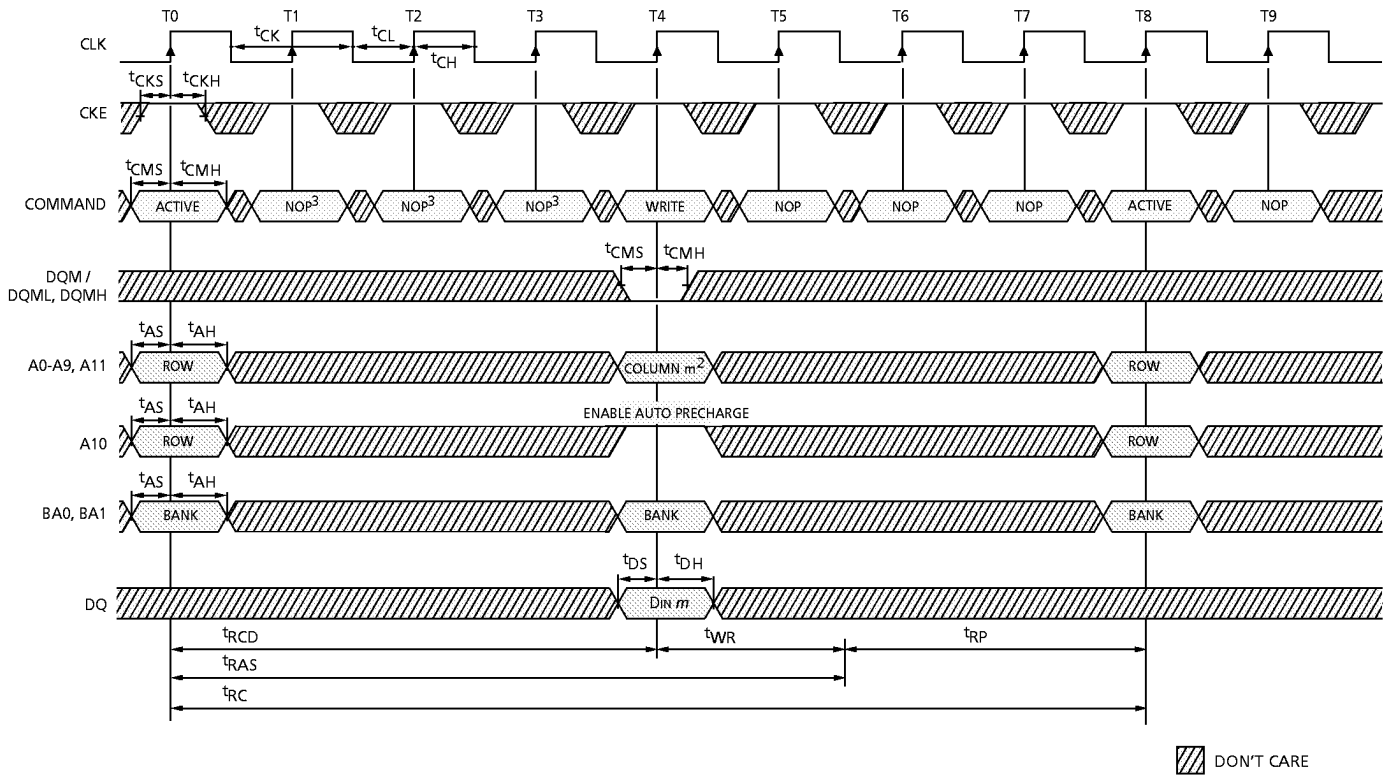 T0 T1 T2 T3 T4 T5 T6 T7 T8 T9
CLK tCK tCL tCH
tCKS tCKH
CKE
tCMS tCMH
COMMAND ACTIVE NOP3 NOP3 NOP3 WRITE NOP NOP NOP ACTIVE NOP
tCMS tCMH
DQM /
DQML, DQMH
tAS tAH
A0-A9, A11 ROW COLUMN m2 ROW
tAS tAH ENABLE AUTO PRECHARGE
A10 ROW ROW
tAS tAH
BA0, BA1 BANK BANK BANK
tDS tDH
DQ DIN m
tRCD tWR tRP
tRAS
tRC
DON'T CARE